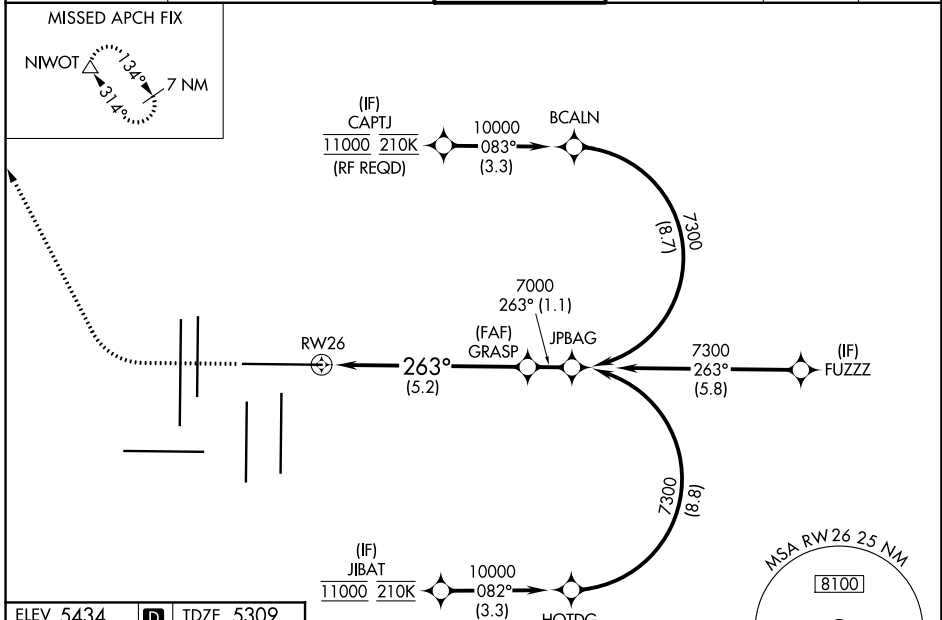 MISSED APCH FIX
NIWOT
134°
7 NM
314°
(IF)
CAPTJ
11000 210K
(RF REQD)
10000
083°
(3.3)
BCALN
7300
(8.7)
7000
263° (1.1)
(FAF)
GRASP
JPBAG
RW26
263°
(5.2)
7300
263°
(5.8)
(IF)
FUZZZ
7300
(8.8)
(IF)
JIBAT
11000 210K
10000
082°
(3.3)
HOTDG
MSA RW26 25 NM
8100
ELEV 5434
D
TDZE 5309